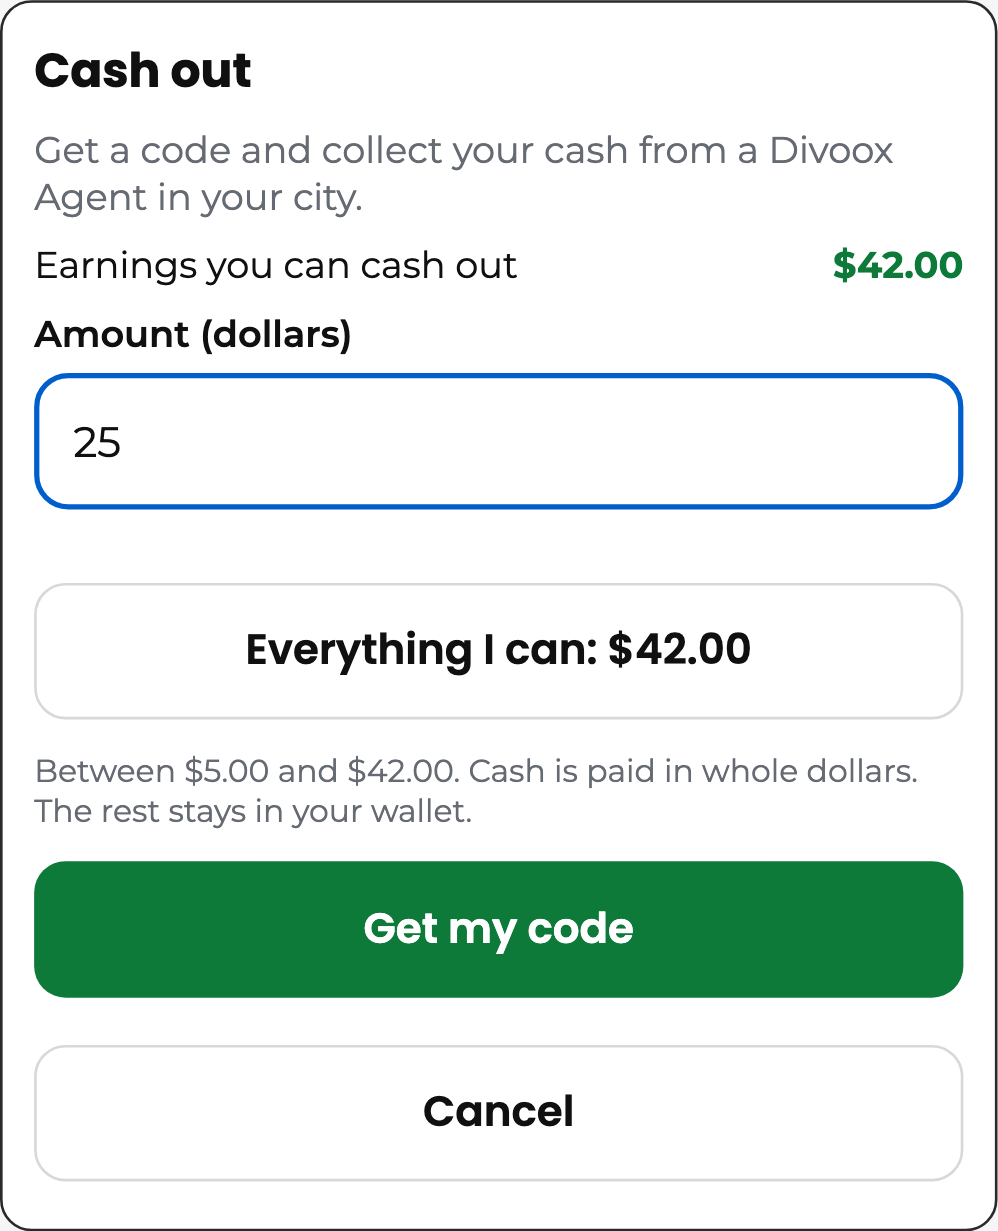 Cash out
Get a code and collect your cash from a Divoox
Agent in your city.
Earnings you can cash out $42.00
Amount (dollars)
25
Everything I can: $42.00
Between $5.00 and $42.00. Cash is paid in whole dollars.
The rest stays in your wallet.
Get my code
Cancel